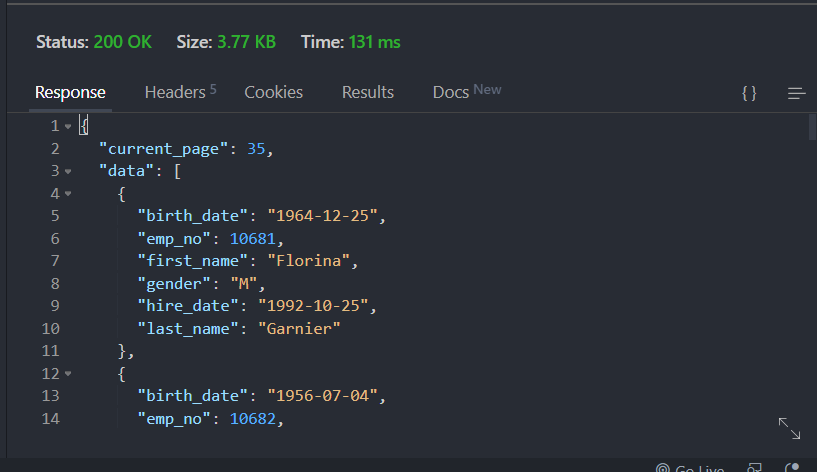 Status: 200 OK Size: 3.77 KB Time: 131 ms
Response Headers 5 Cookies Results Docs New { }
1 {
2 "current_page": 35,
3 "data": [
4 {
5 "birth_date": "1964-12-25",
6 "emp_no": 10681,
7 "first_name": "Florina",
8 "gender": "M",
9 "hire_date": "1992-10-25",
10 "last_name": "Garnier"
11 },
12 {
13 "birth_date": "1956-07-04",
14 "emp_no": 10682,
Go Live